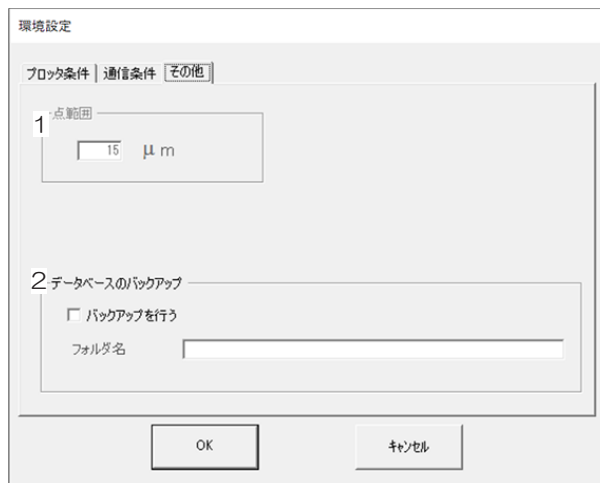 環境設定
プロッタ条件 通信条件 その他
1 点範囲
15 μm
2 データベースのバックアップ
バックアップを行う
フォルダ名
OK キャンセル